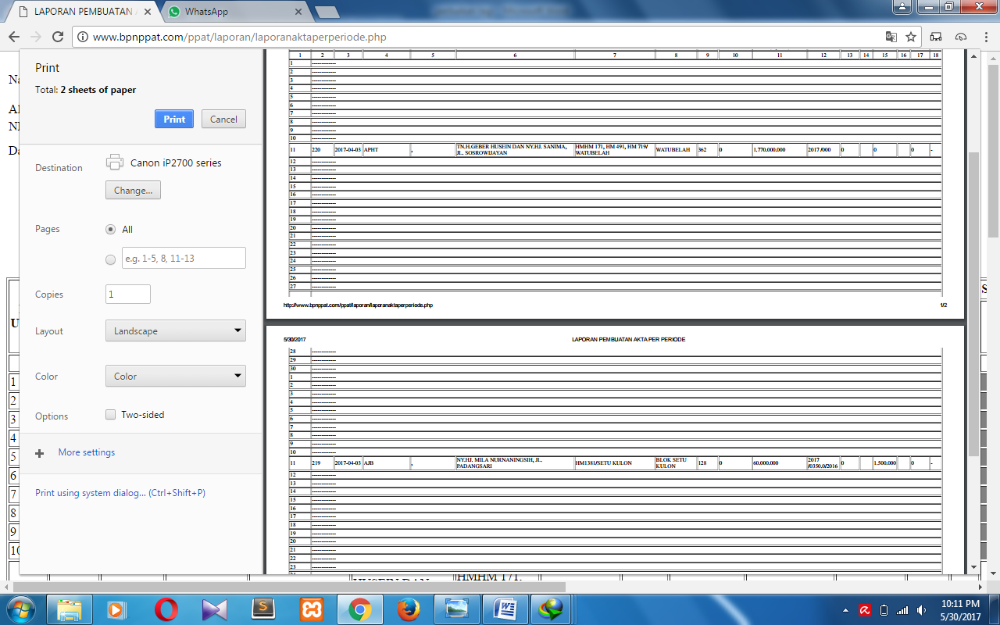 LAPORAN PEMBUATAN
WhatsApp
www.bpnppat.com/ppat/laporan/laporanaktaperperiode.php
Print
Total: 2 sheets of paper
Print Cancel
Destination Canon iP2700 series
Change...
Pages All
e.g. 1-5, 8, 11-13
Copies 1
Layout Landscape
Color Color
Options Two-sided
More settings
Print using system dialog... (Ctrl+Shift+P)
1 2 3 4 5 6 7 8 9 10 11 12 13 14 15 16 17 18
1 -------------
2 -------------
3 -------------
4 -------------
5 -------------
6 -------------
7 -------------
8 -------------
9 -------------
10 -------------
11 220 2017-04-03 APHT , TN.H.GEBER HUSEIN DAN NY.HJ. SANIMA, JL. SOSROWIJAYAN HMHM 171, HM 491, HM 719/ WATUBELAH WATUBELAH 362 0 1.770.000.000 2017 /000 0 0 0 -
12 -------------
13 -------------
14 -------------
15 -------------
16 -------------
17 -------------
18 -------------
19 -------------
20 -------------
21 -------------
22 -------------
23 -------------
24 -------------
25 -------------
26 -------------
27 -------------
http://www.bpnppat.com/ppat/laporan/laporanaktaperperiode.php 1/2
5/30/2017 LAPORAN PEMBUATAN AKTA PER PERIODE
28 -------------
29 -------------
30 -------------
1 -------------
2 -------------
3 -------------
4 -------------
5 -------------
6 -------------
7 -------------
8 -------------
9 -------------
10 -------------
11 219 2017-04-03 AJB , NY.HJ. MILA NURNANINGSIH, JL. PADANGSARI HM1381/SETU KULON BLOK SETU KULON 128 0 60.000.000 2017 /0350.0/2016 0 1.500.000 0 -
12 -------------
13 -------------
14 -------------
15 -------------
16 -------------
17 -------------
18 -------------
19 -------------
20 -------------
21 -------------
22 -------------
23 -------------
U
S
1
2
3
4
5
6
7
8
9
10
10:11 PM
5/30/2017